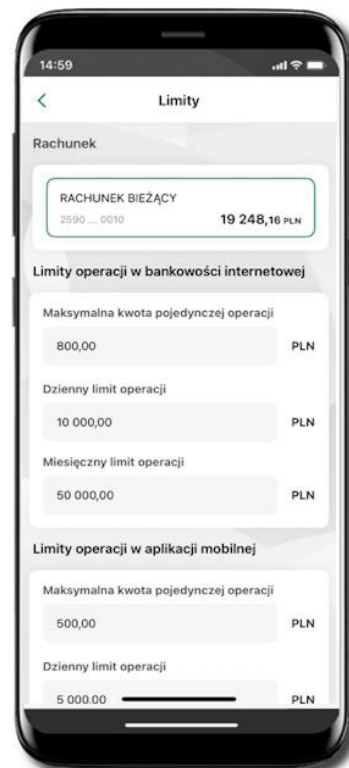 14:59
Limity
Rachunek
RACHUNEK BIEŻĄCY
2590 ... 0010 19 248,16 PLN
Limity operacji w bankowości internetowej
Maksymalna kwota pojedynczej operacji
800,00 PLN
Dzienny limit operacji
10 000,00 PLN
Miesięczny limit operacji
50 000,00 PLN
Limity operacji w aplikacji mobilnej
Maksymalna kwota pojedynczej operacji
500,00 PLN
Dzienny limit operacji
5 000.00 PLN